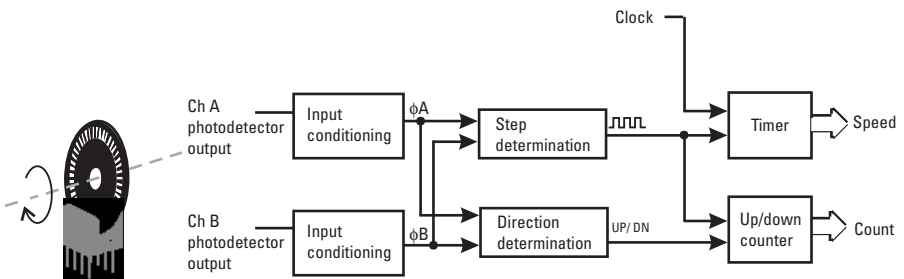 Clock
Ch A
photodetector
output
Input
conditioning
ϕA
Step
determination
Timer
Speed
Ch B
photodetector
output
Input
conditioning
ϕB
Direction
determination
UP/ DN
Up/down
counter
Count